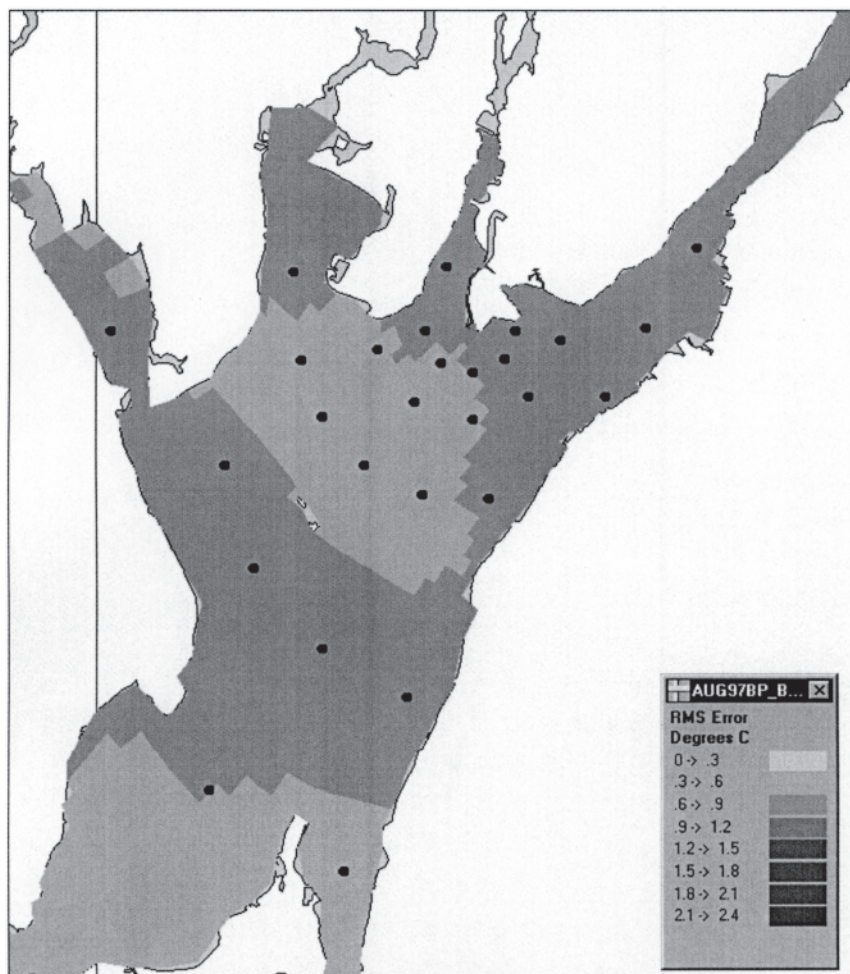 AUG97BP_B...
RMS Error
Degrees C
0 -> .3
.3 -> .6
.6 -> .9
.9 -> 1.2
1.2 -> 1.5
1.5 -> 1.8
1.8 -> 2.1
2.1 -> 2.4